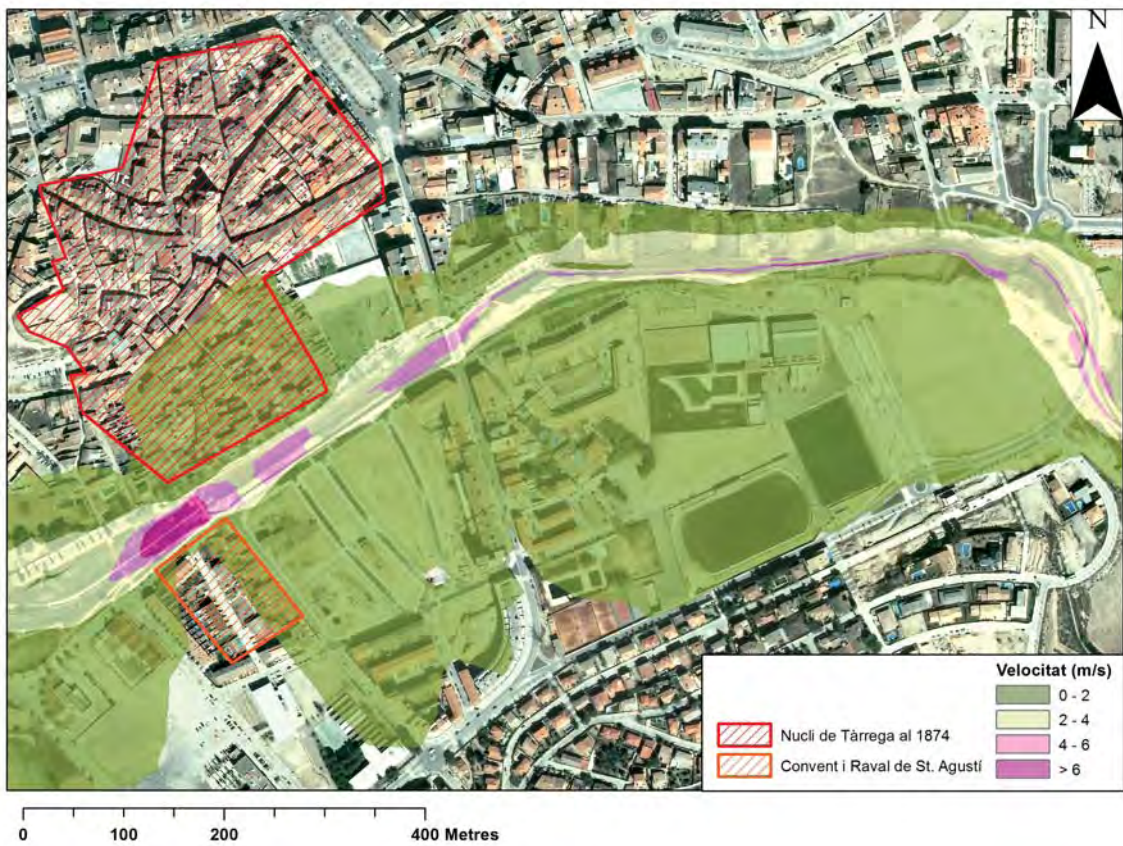 N
Velocitat (m/s)
0 - 2
2 - 4
4 - 6
> 6
Nucli de Tàrrega al 1874
Convent i Raval de St. Agustí
0 100 200 400 Metres